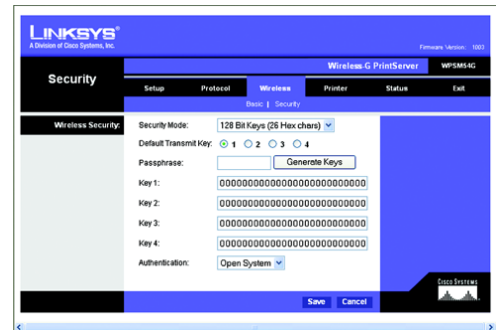 LINKSYS®
A Division of Cisco Systems, Inc.
Firmware Version: 1003
Wireless-G PrintServer WPSM54G
Security
Setup Protocol Wireless Printer Status Exit
Basic | Security
Wireless Security:
Security Mode: 128 Bit Keys (26 Hex chars)
Default Transmit Key: 1 2 3 4
Passphrase: Generate Keys
Key 1: 00000000000000000000000000
Key 2: 00000000000000000000000000
Key 3: 00000000000000000000000000
Key 4: 00000000000000000000000000
Authentication: Open System
Save Cancel
CISCO SYSTEMS